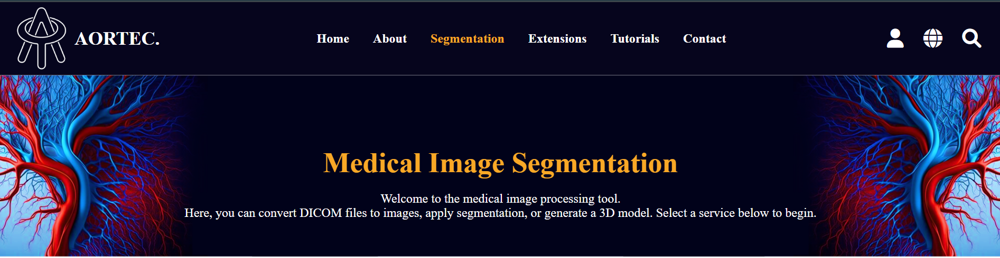 AORTEC.
Home About Segmentation Extensions Tutorials Contact
Medical Image Segmentation
Welcome to the medical image processing tool.
Here, you can convert DICOM files to images, apply segmentation, or generate a 3D model. Select a service below to begin.